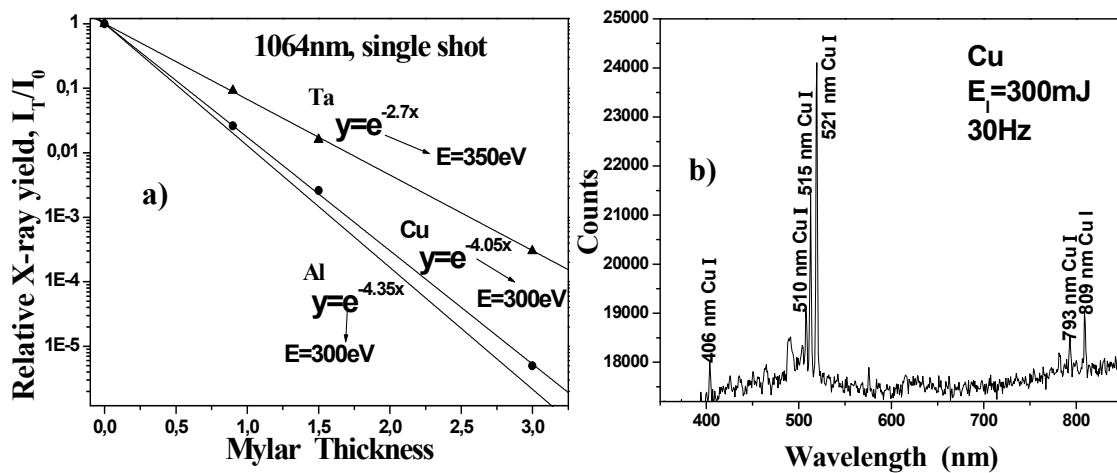 Relative X-ray yield, I_T/I_0
1
0,1
0,01
1E-3
1E-4
1E-5
1064nm, single shot
Ta
y=e^-2.7x
E=350eV
a)
Cu
y=e^-4.05x
E=300eV
Al
y=e^-4.35x
E=300eV
0,0 0,5 1,0 1,5 2,0 2,5 3,0
Mylar Thickness
Counts
25000
24000
23000
22000
21000
20000
19000
18000
b)
406 nm Cu I
510 nm Cu I
515 nm Cu I
521 nm Cu I
793 nm Cu I
809 nm Cu I
Cu
E_l=300mJ
30Hz
400 500 600 700 800
Wavelength (nm)